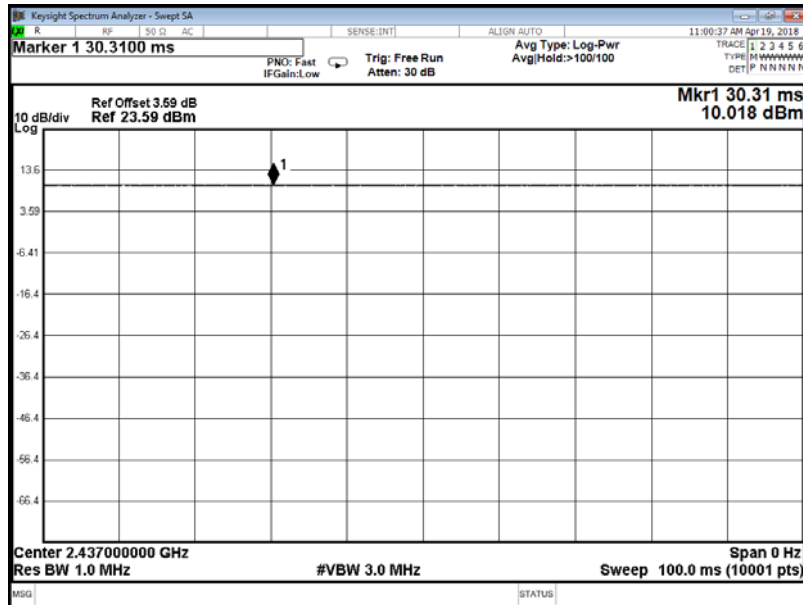 Keysight Spectrum Analyzer - Swept SA
R RF 50 Ω AC SENSE:INT ALIGN AUTO 11:00:37 AM Apr 19, 2018
Marker 1 30.3100 ms
PNO: Fast
IFGain:Low
Trig: Free Run
Atten: 30 dB
Avg Type: Log-Pwr
Avg|Hold:>100/100
TRACE 1 2 3 4 5 6
TYPE M WWWWW
DET P N N N N N
Ref Offset 3.59 dB
10 dB/div Ref 23.59 dBm
Log
Mkr1 30.31 ms
10.018 dBm
1
13.6
3.59
-6.41
-16.4
-26.4
-36.4
-46.4
-56.4
-66.4
Center 2.437000000 GHz Span 0 Hz
Res BW 1.0 MHz #VBW 3.0 MHz Sweep 100.0 ms (10001 pts)
MSG STATUS